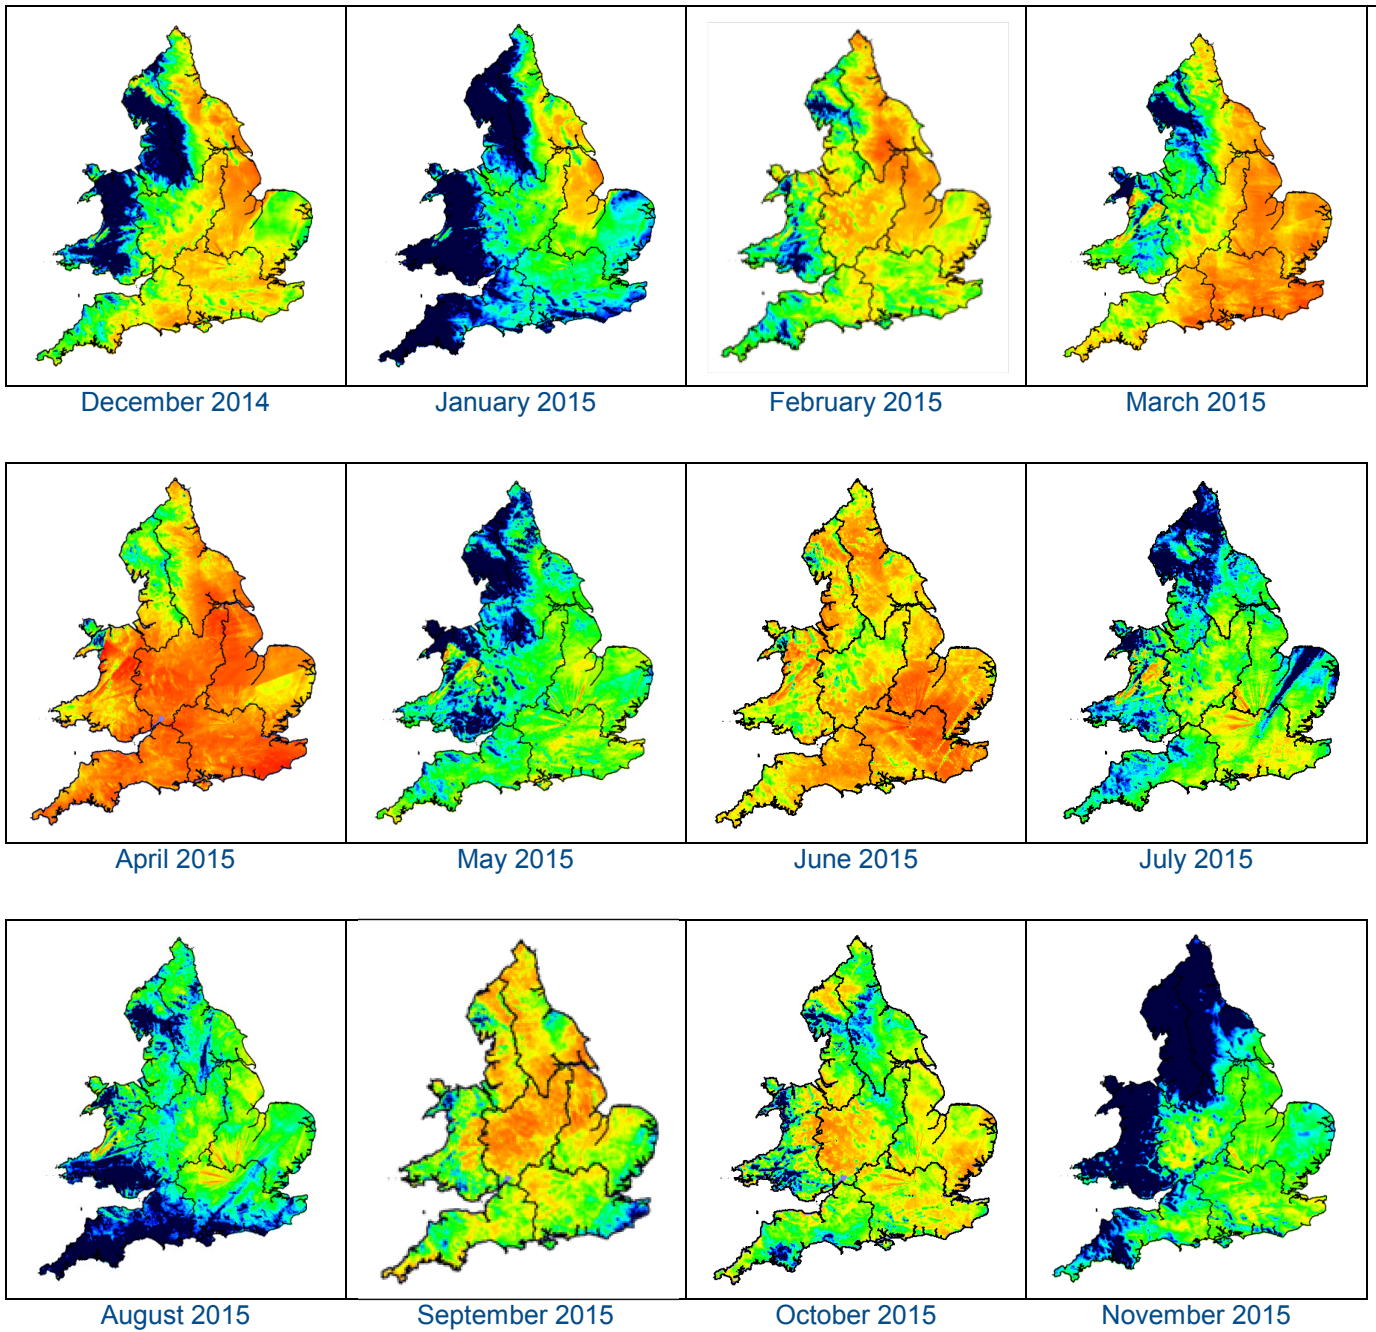 December 2014
January 2015
February 2015
March 2015
April 2015
May 2015
June 2015
July 2015
August 2015
September 2015
October 2015
November 2015